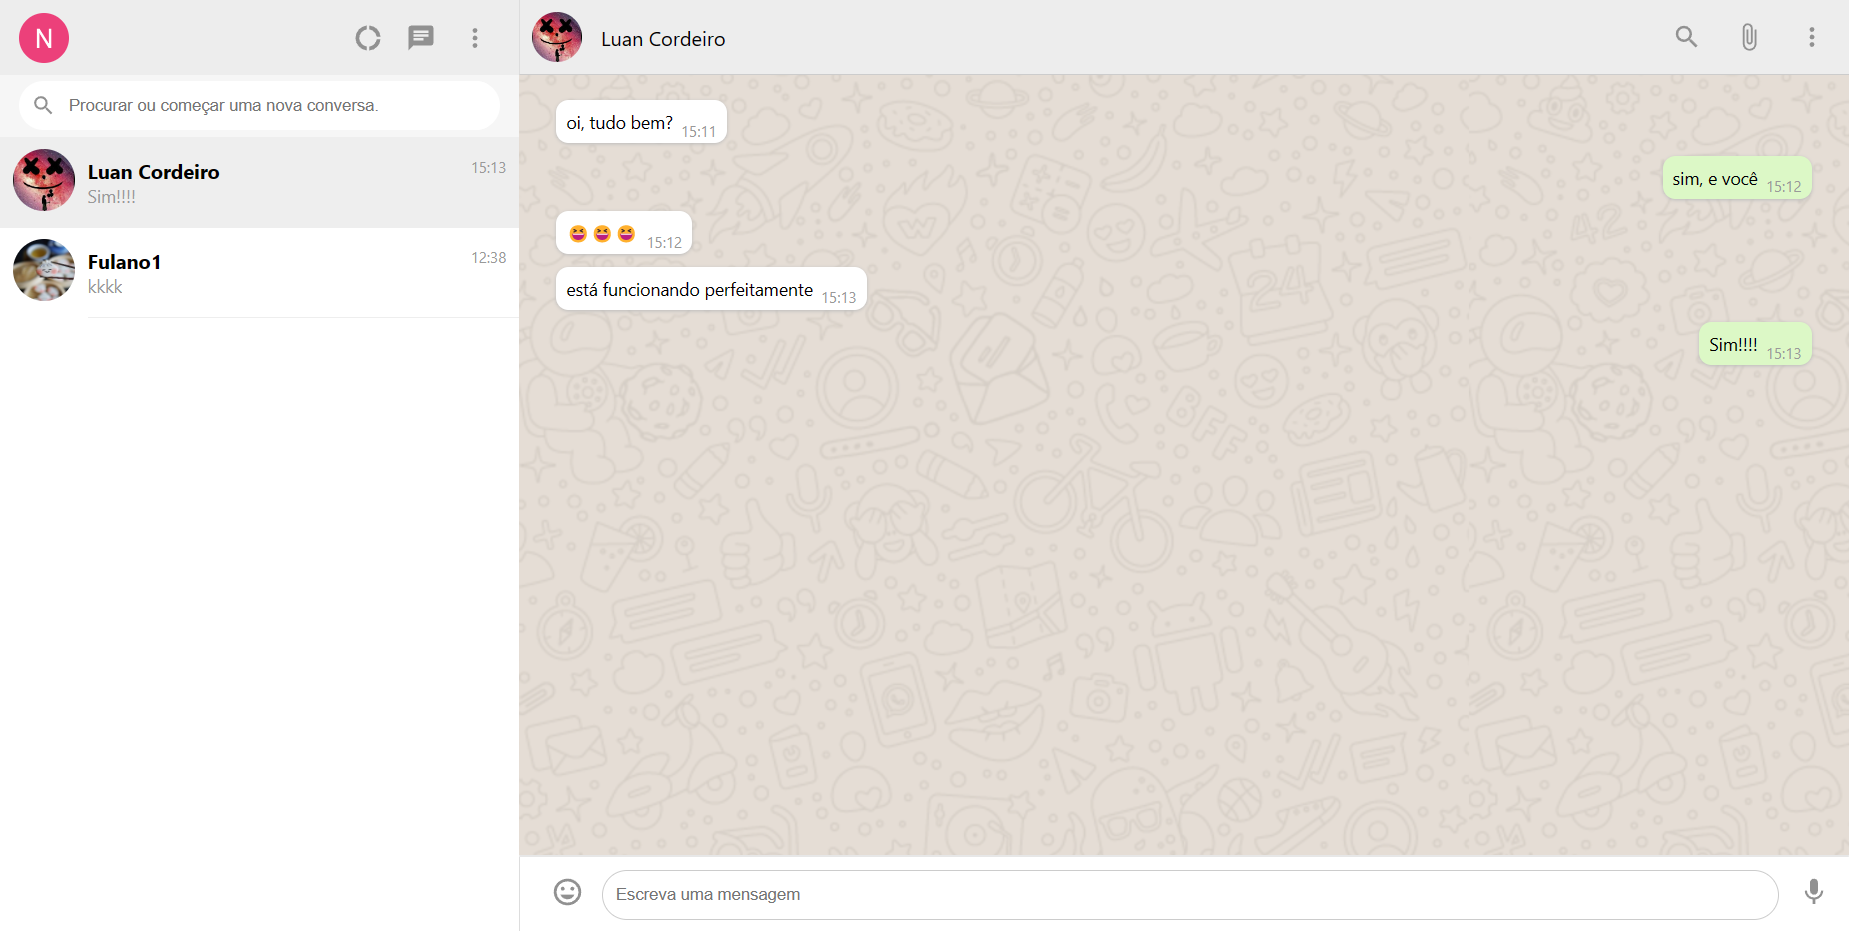 N
Procurar ou começar uma nova conversa.
Luan Cordeiro
15:13
Sim!!!!
Fulano1
12:38
kkkk
Luan Cordeiro
oi, tudo bem? 15:11
sim, e você 15:12
😆😆😆 15:12
está funcionando perfeitamente 15:13
Sim!!!! 15:13
Escreva uma mensagem